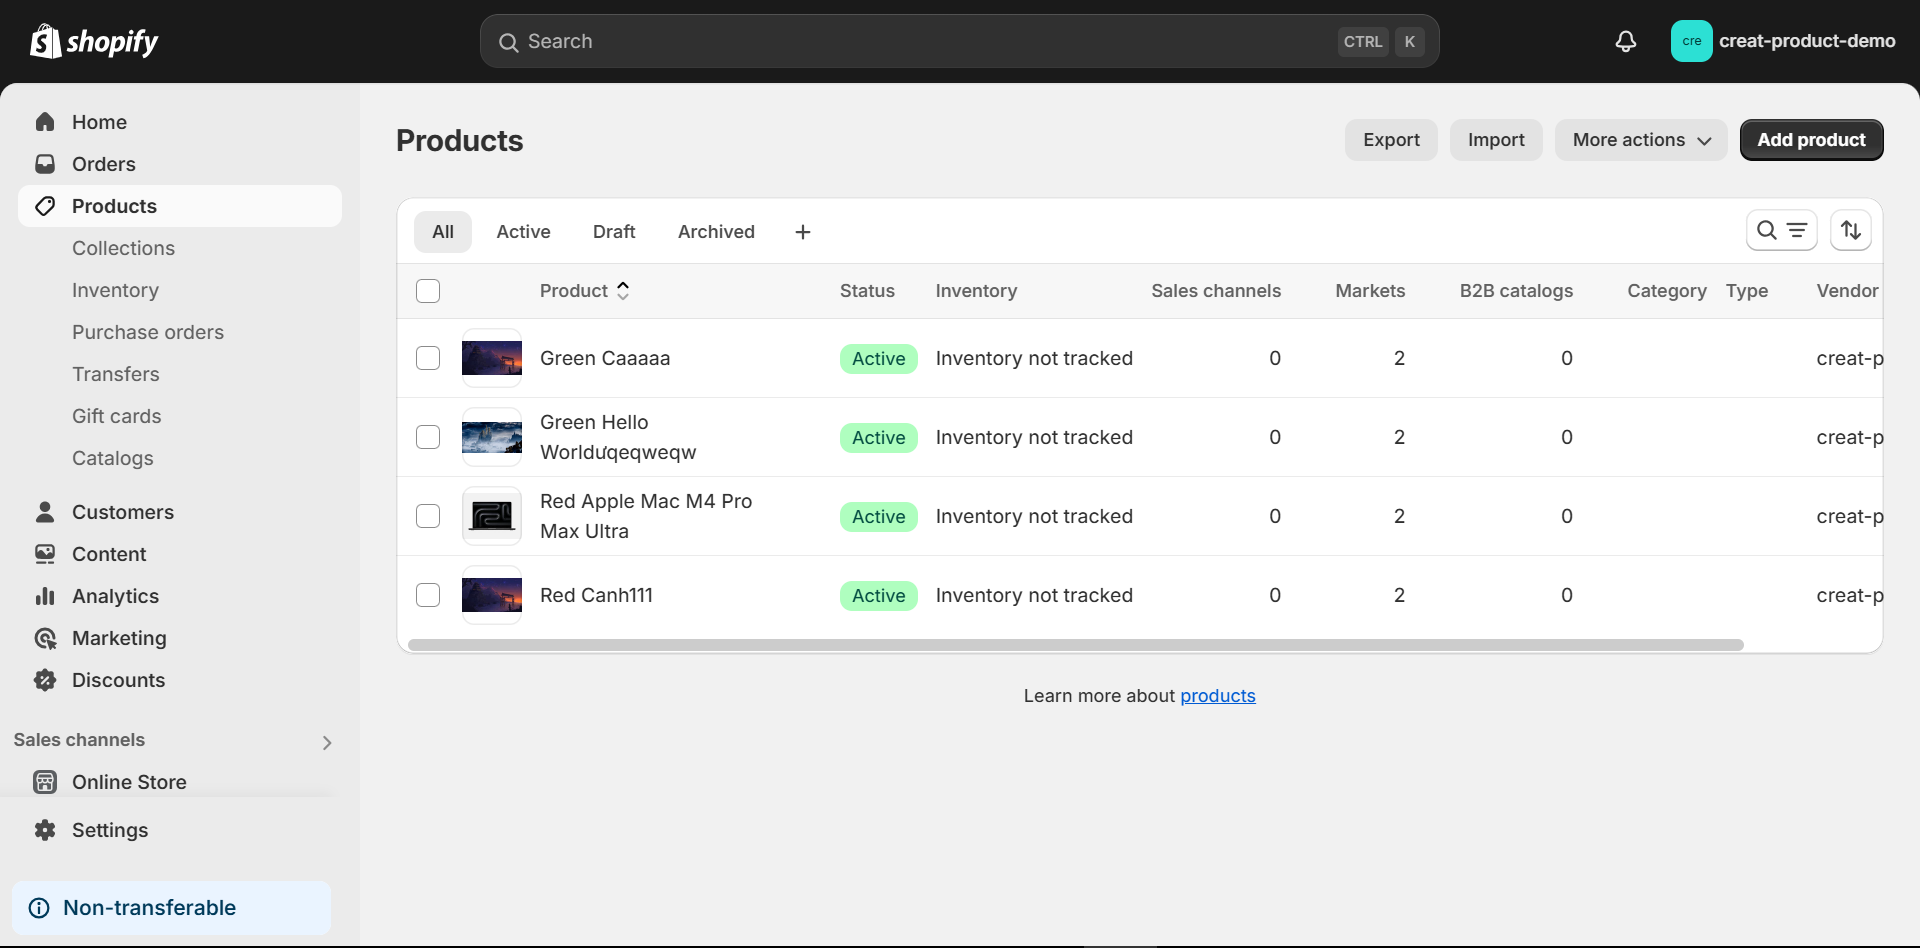 shopify
Search CTRL K
cre creat-product-demo
Home
Orders
Products
Collections
Inventory
Purchase orders
Transfers
Gift cards
Catalogs
Customers
Content
Analytics
Marketing
Discounts
Sales channels
Online Store
Settings
Non-transferable
Products
Export Import More actions Add product
All Active Draft Archived +
Product Status Inventory Sales channels Markets B2B catalogs Category Type Vendor
Green Caaaaa Active Inventory not tracked 0 2 0 creat-p
Green Hello
Worldưqeqweqw Active Inventory not tracked 0 2 0 creat-p
Red Apple Mac M4 Pro
Max Ultra Active Inventory not tracked 0 2 0 creat-p
Red Canh111 Active Inventory not tracked 0 2 0 creat-p
Learn more about products